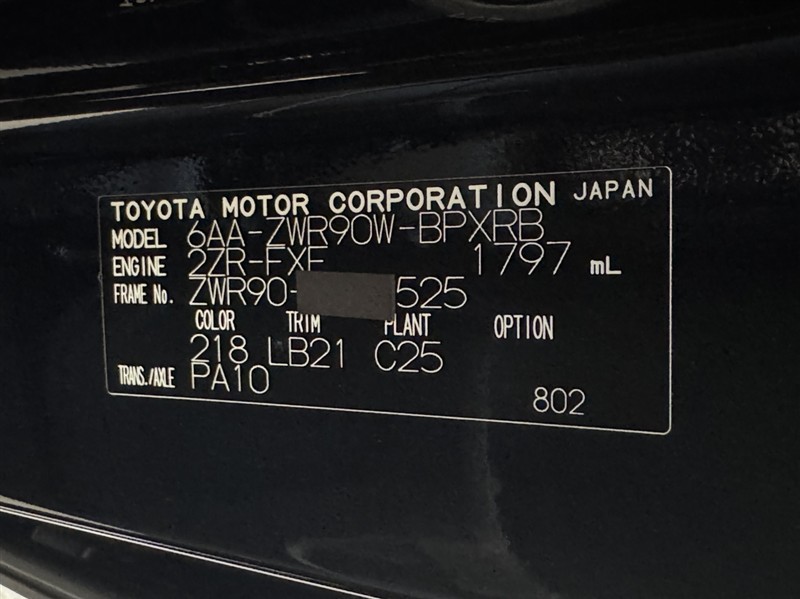 TOYOTA MOTOR CORPORATION JAPAN
MODEL 6AA-ZWR90W-BPXRB
ENGINE 2ZR-FXE 1797 mL
FRAME No. ZWR90- 525
COLOR TRIM PLANT OPTION
218 LB21 C25
TRANS./AXLE PA10
802